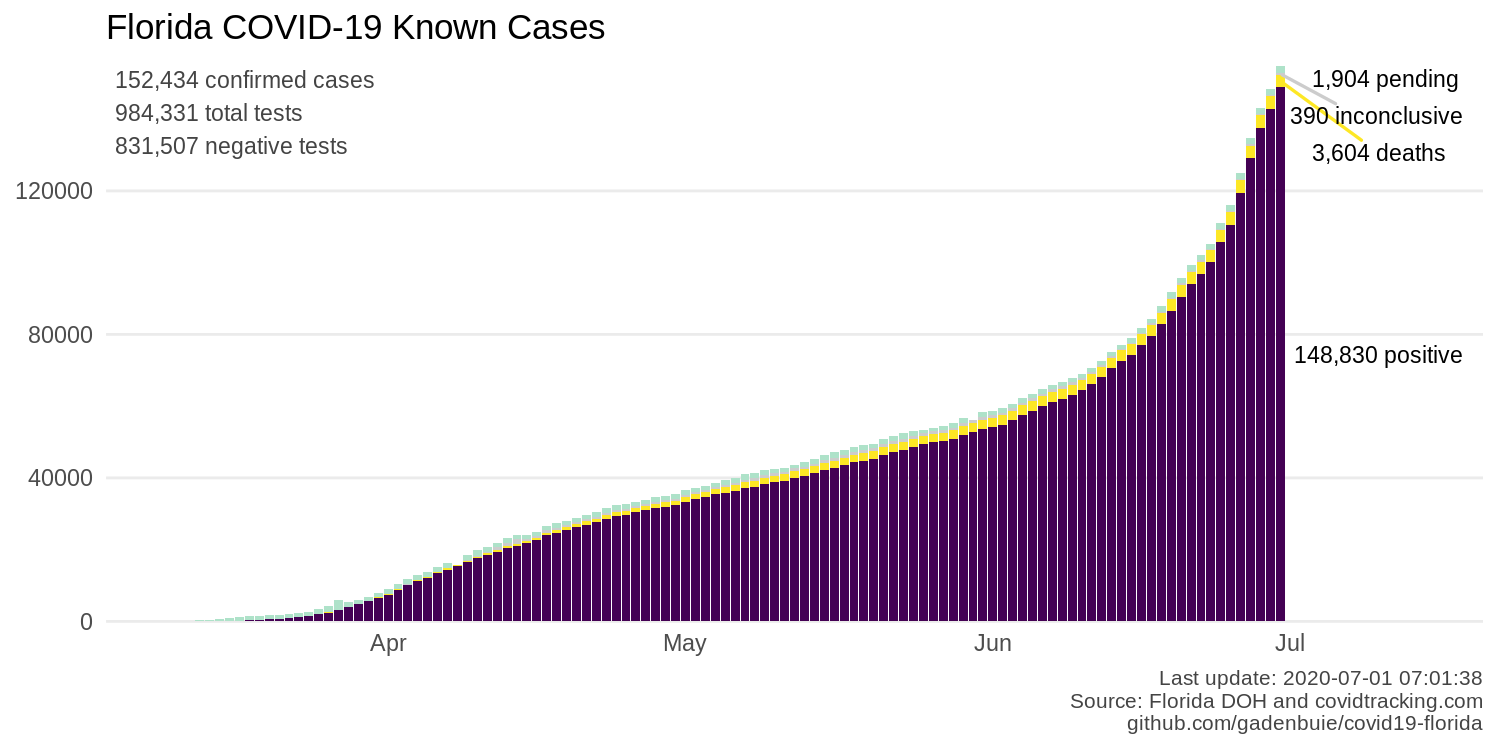 Florida COVID-19 Known Cases
152,434 confirmed cases
984,331 total tests
831,507 negative tests
1,904 pending
390 inconclusive
3,604 deaths
148,830 positive
120000
80000
40000
0
Apr May Jun Jul
Last update: 2020-07-01 07:01:38
Source: Florida DOH and covidtracking.com
github.com/gadenbuie/covid19-florida